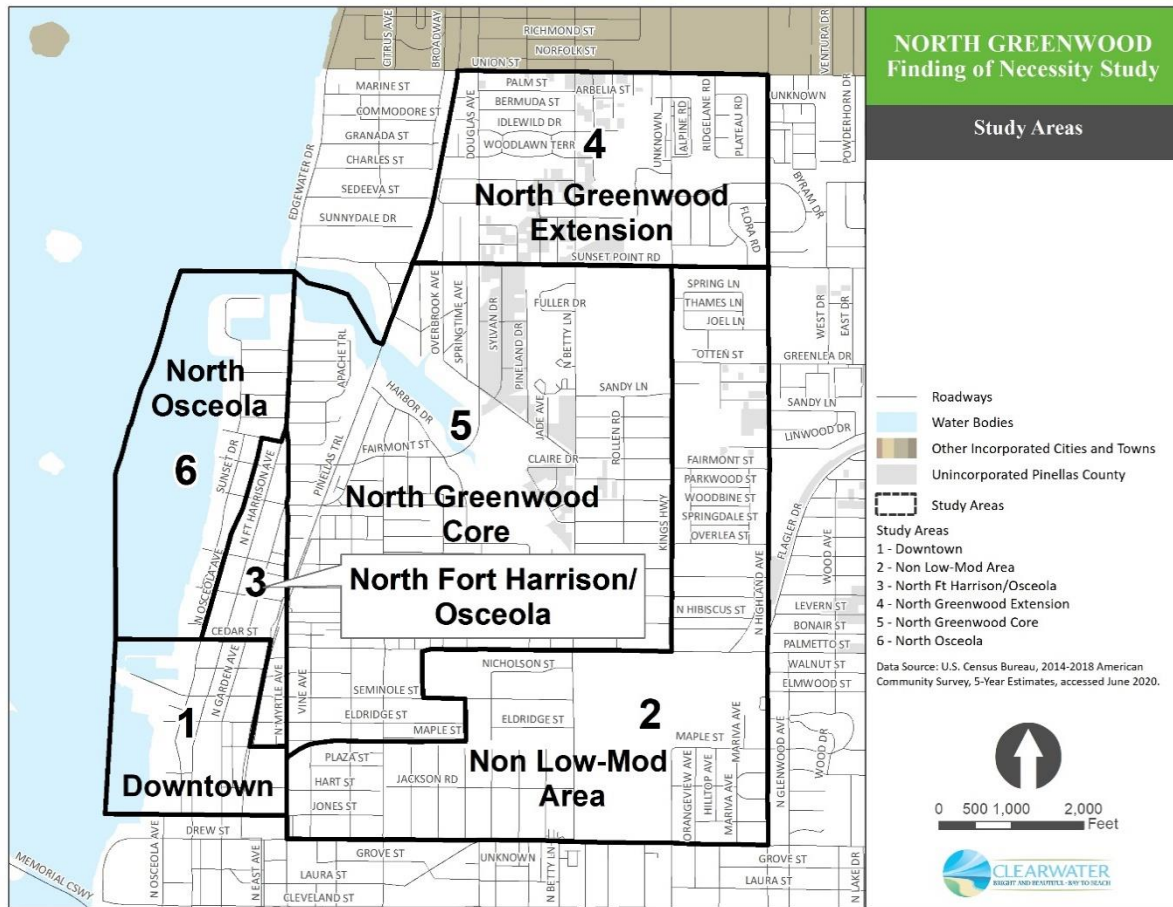 NORTH GREENWOOD
Finding of Necessity Study
Study Areas
CITRUS AVE
BROADWAY
RICHMOND ST
NORFOLK ST
UNION ST
VENTURA DR
MARINE ST
COMMODORE ST
GRANADA ST
CHARLES ST
SEDEEVA ST
SUNNYDALE DR
EDGEWATER DR
DOUGLAS AVE
PALM ST
ARBELIA ST
BERMUDA ST
IDLEWILD DR
WOODLAWN TERR
UNKNOWN
ALPINE RD
RIDGELANE RD
PLATEAU RD
UNKNOWN
POWDERHORN DR
BYRAM DR
FLORA RD
4
North Greenwood
Extension
SUNSET POINT RD
OVERBROOK AVE
SPRINGTIME AVE
SYLVAN DR
PINELAND DR
FULLER DR
N BETTY LN
SPRING LN
THAMES LN
JOEL LN
OTTEN ST
WEST DR
EAST DR
GREENLEA DR
SANDY LN
SANDY LN
LINWOOD DR
APACHE TRL
HARBOR DR
PINELLAS TRL
FAIRMONT ST
JADE AVE
CLAIRE DR
ROLLEN RD
KINGS HWY
FAIRMONT ST
PARKWOOD ST
WOODBINE ST
SPRINGDALE ST
OVERLEA ST
FLAGLER DR
WOOD AVE
North
Osceola
6
SUNSET DR
N FT HARRISON AVE
N OSCEOLA AVE
5
North Greenwood
Core
3
North Fort Harrison/
Osceola
CEDAR ST
N HIBISCUS ST
N HIGHLAND AVE
LEVERN ST
BONAIR ST
PALMETTO ST
WALNUT ST
ELMWOOD ST
N GARDEN AVE
N MYRTLE AVE
VINE AVE
NICHOLSON ST
SEMINOLE ST
ELDRIDGE ST
ELDRIDGE ST
MAPLE ST
MAPLE ST
1
Downtown
2
Non Low-Mod
Area
PLAZA ST
HART ST
JONES ST
JACKSON RD
ORANGEVIEW AVE
HILLTOP AVE
MARIVA AVE
MARIVA AVE
N GLENWOOD AVE
WOOD DR
DREW ST
GROVE ST
UNKNOWN
LAURA ST
CLEVELAND ST
N OSCEOLA AVE
N EAST AVE
N BETTY LN
GROVE ST
LAURA ST
N LAKE DR
MEMORIAL CSWY
Roadways
Water Bodies
Other Incorporated Cities and Towns
Unincorporated Pinellas County
Study Areas
Study Areas
1 - Downtown
2 - Non Low-Mod Area
3 - North Ft Harrison/Osceola
4 - North Greenwood Extension
5 - North Greenwood Core
6 - North Osceola
Data Source: U.S. Census Bureau, 2014-2018 American
Community Survey, 5-Year Estimates, accessed June 2020.
0 500 1,000 2,000
Feet
CLEARWATER
BRIGHT AND BEAUTIFUL · BAY TO BEACH